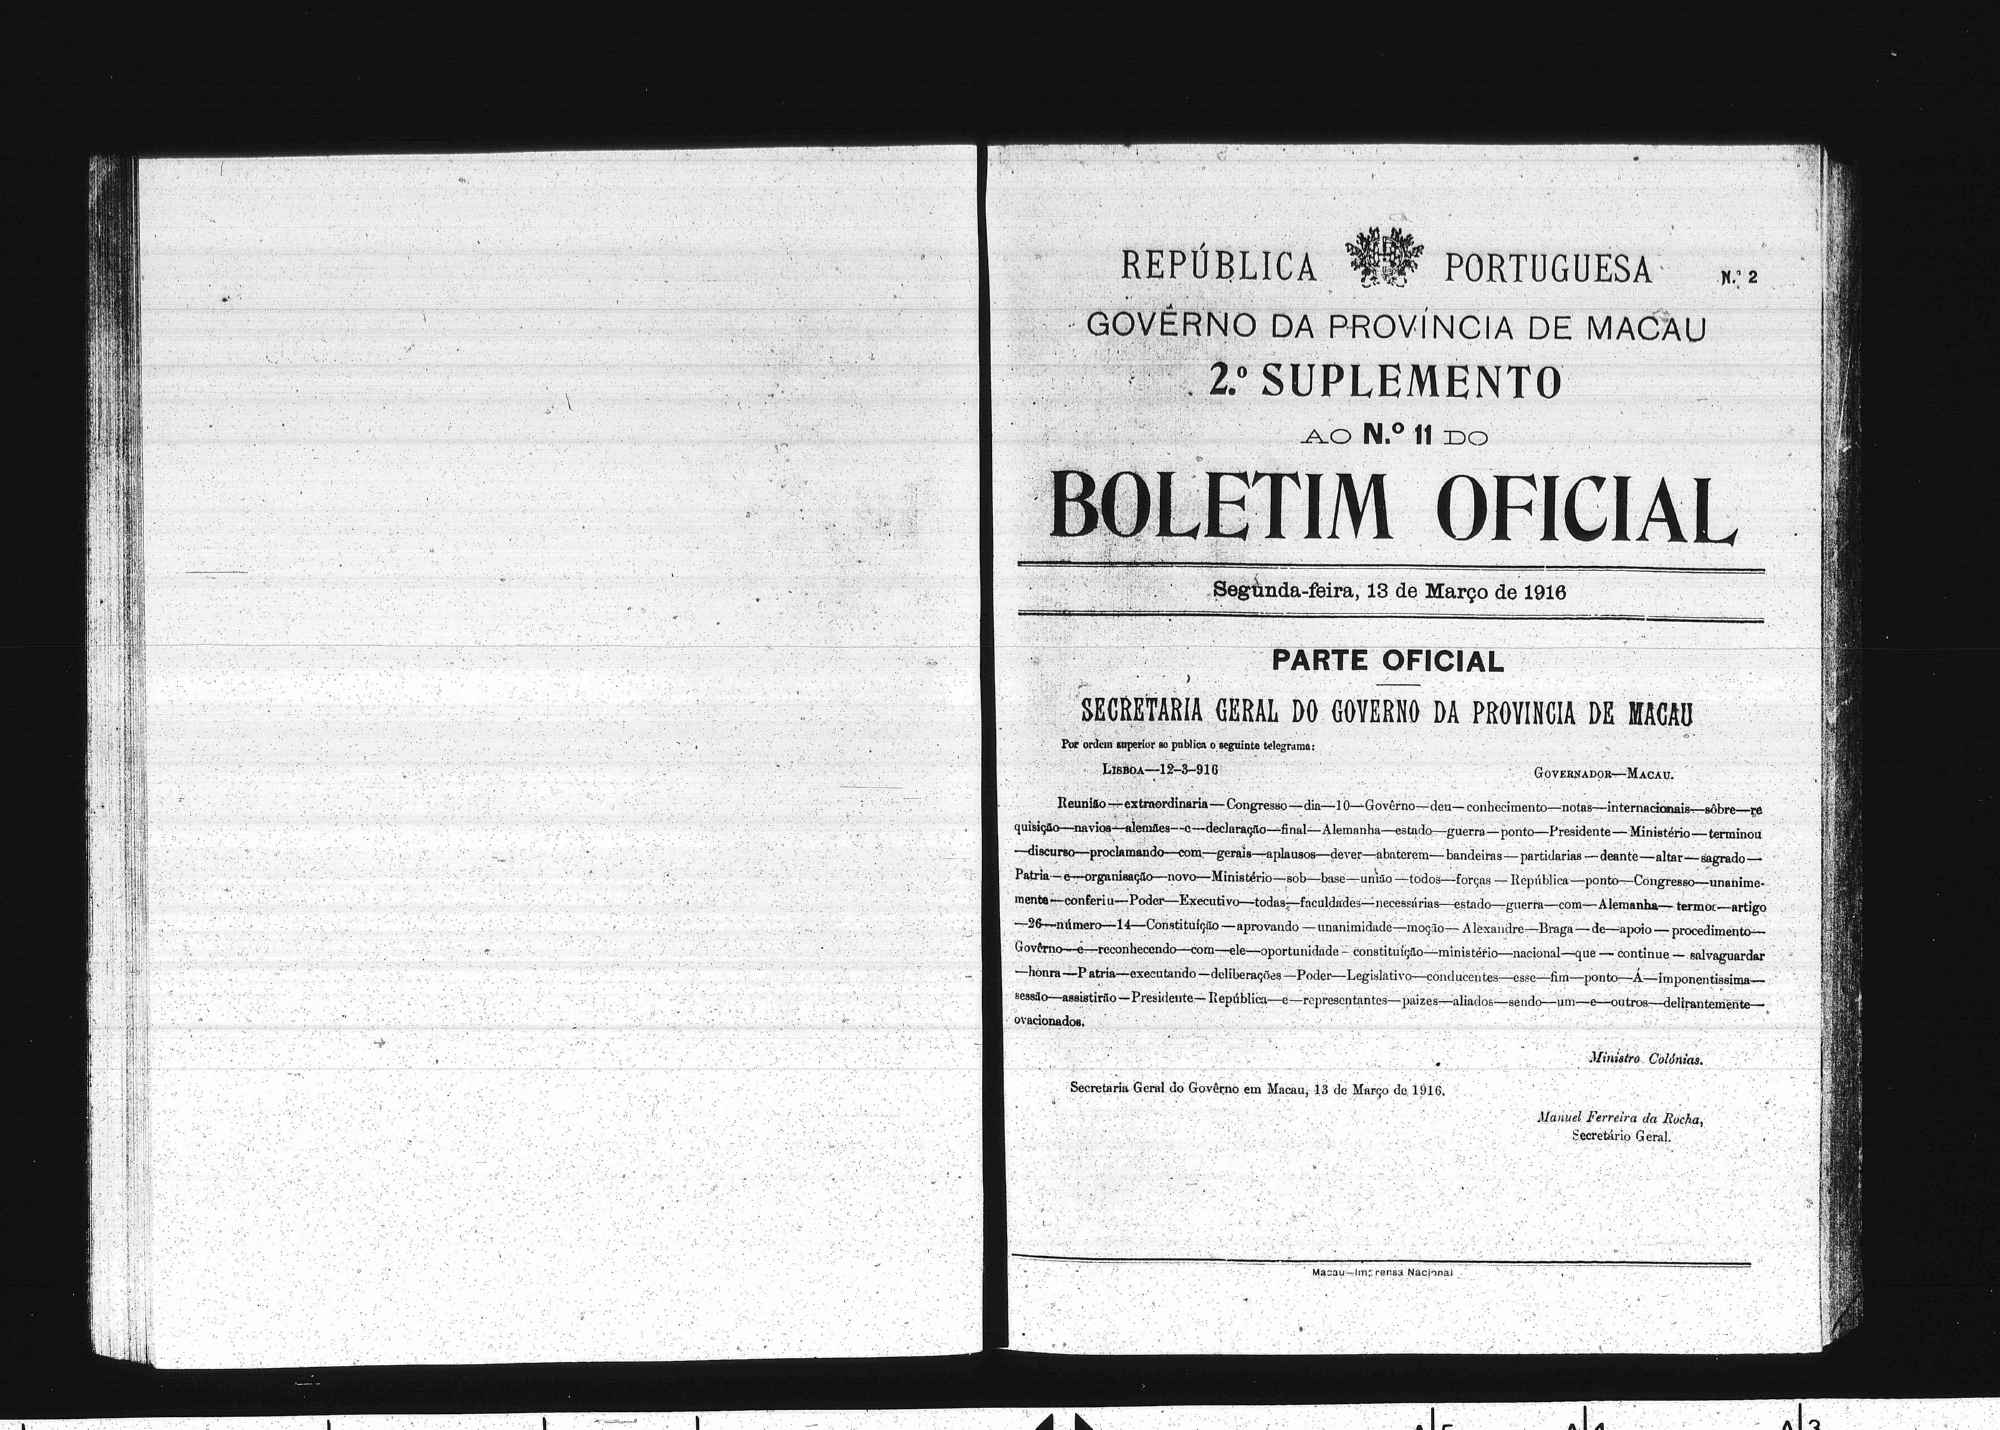 REPÚBLICA PORTUGUESA N.º 2
GOVÊRNO DA PROVÍNCIA DE MACAU
2.º SUPLEMENTO
AO N.º 11 DO
BOLETIM OFICIAL
Segunda-feira, 13 de Março de 1916
PARTE OFICIAL
SECRETARIA GERAL DO GOVERNO DA PROVINCIA DE MACAU
Por ordem superior se publica o seguinte telegrama:
LISBOA—12-3-916 GOVERNADOR—MACAU.
Reunião—extraordinaria—Congresso—dia—10—Govêrno—deu—conhecimento—notas—internacionais—sôbre—re
quisição—navios—alemães—e—declaração—final—Alemanha—estado—guerra—ponto—Presidente—Ministério—terminou
—discurso—proclamando—com—gerais—aplausos—dever—abaterem—bandeiras—partidarias—deante—altar—sagrado—
Patria—e—organisação—novo—Ministério—sob—base—união—todos—forças—República—ponto—Congresso—unanime-
mente—conferiu—Poder—Executivo—todas—faculdades—necessárias—estado—guerra—com—Alemanha—termos—artigo
—26—número—14—Constituíção—aprovando—unanimidade—moção—Alexandre—Braga—de—apoio—procedimento—
Govêrno—e—reconhecendo—com—ele—oportunidade—constituíção—ministério—nacional—que—continue—salvaguardar
—honra—Patria—executando—deliberações—Poder—Legislativo—conducentes—esse—fim—ponto—Á—imponentissima—
sessão—assistirão—Presidente—República—e—representantes—paizes—aliados—sendo—um—e—outros—delirantemente—
ovacionados.
Ministro Colónias.
Secretaria Geral do Govêrno em Macau, 13 de Março de 1916.
Manuel Ferreira da Rocha,
Secretário Geral.
Macau—Imprensa Nacional